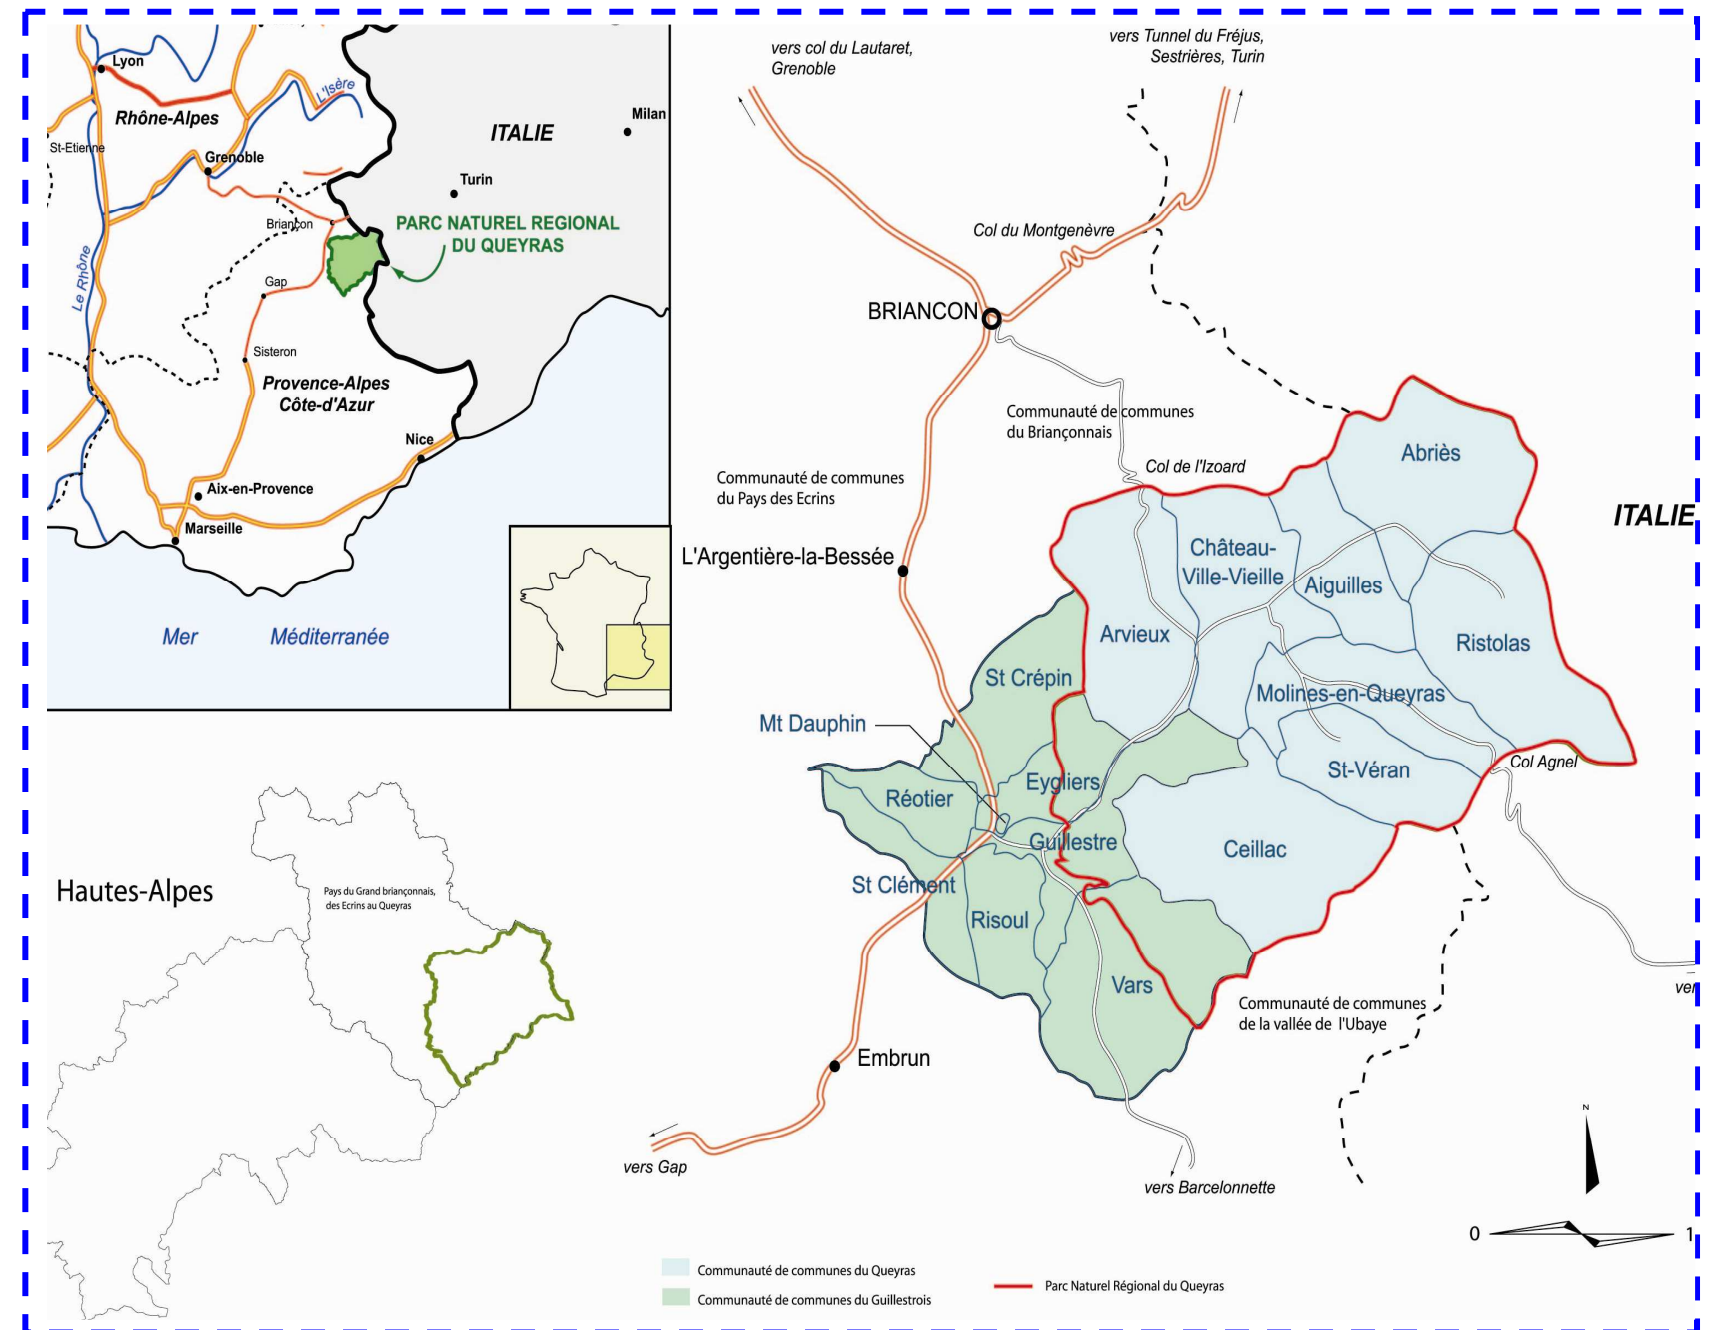 Lyon
L'Isère
Rhône-Alpes
Milan
ITALIE
St-Etienne
Grenoble
Turin
Briançon
PARC NATUREL REGIONAL
DU QUEYRAS
Le Rhône
Gap
Sisteron
Provence-Alpes
Côte-d'Azur
Nice
Aix-en-Provence
Marseille
Mer Méditerranée
vers col du Lautaret,
Grenoble
vers Tunnel du Fréjus,
Sestrières, Turin
Col du Montgenèvre
BRIANCON
Communauté de communes
du Briançonnais
Abriès
Col de l'Izoard
Communauté de communes
du Pays des Ecrins
ITALIE
L'Argentière-la-Bessée
Château-
Ville-Vieille
Aiguilles
Arvieux
Ristolas
St Crépin
Molines-en-Queyras
Mt Dauphin
St-Véran
Col Agnel
Eygliers
Réotier
Guillestre
Ceillac
St Clément
Risoul
Vars
ver
Communauté de communes
de la vallée de l'Ubaye
Embrun
vers Gap
vers Barcelonnette
Hautes-Alpes
Pays du Grand briançonnais,
des Ecrins au Queyras
N
0 1
Communauté de communes du Queyras
Communauté de communes du Guillestrois
Parc Naturel Régional du Queyras